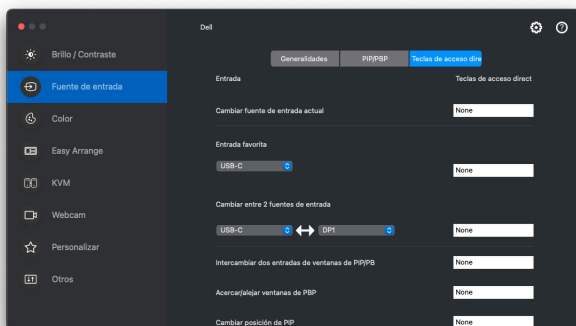 Dell
Brillo / Contraste
Fuente de entrada
Color
Easy Arrange
KVM
Webcam
Personalizar
Otros
Generalidades
PIP/PBP
Teclas de acceso dire
Entrada
Teclas de acceso direct
Cambiar fuente de entrada actual
None
Entrada favorita
USB-C
None
Cambiar entre 2 fuentes de entrada
USB-C
DP1
None
Intercambiar dos entradas de ventanas de PIP/PB
None
Acercar/alejar ventanas de PBP
None
Cambiar posición de PIP
None